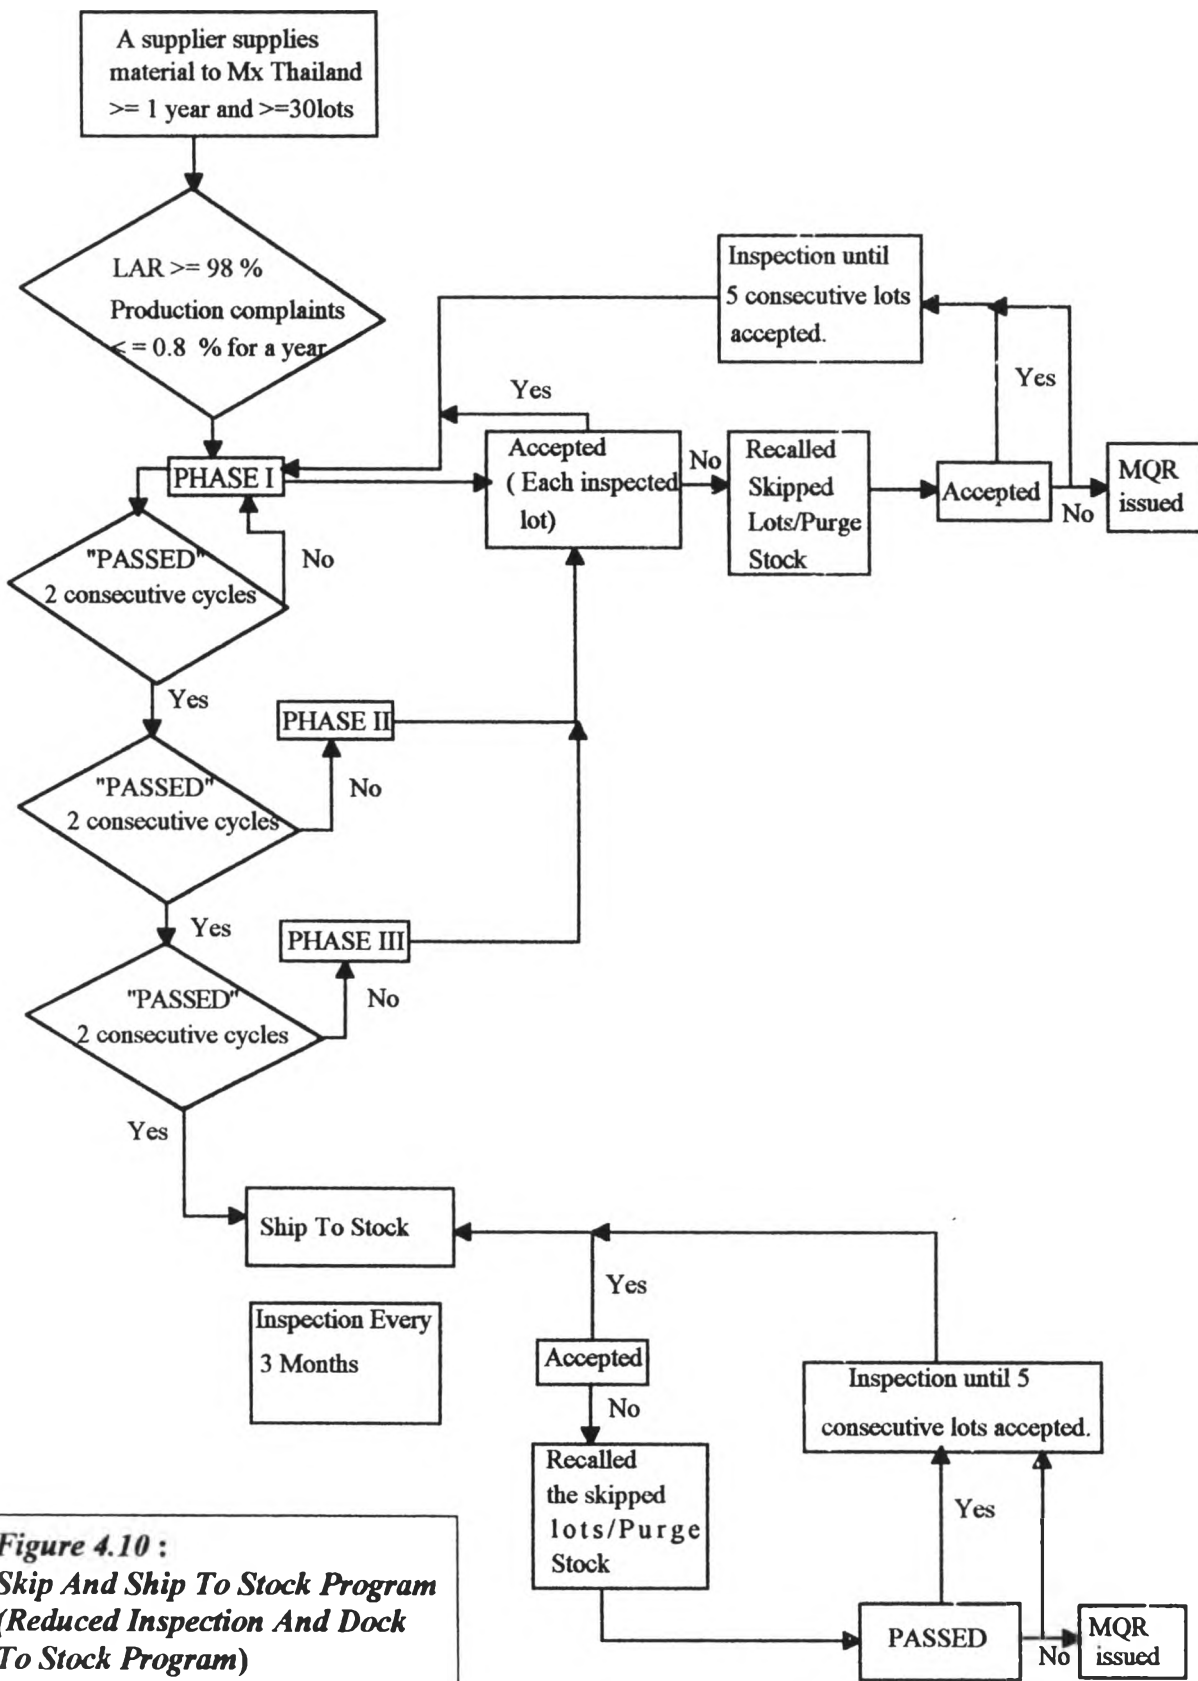 A supplier supplies
material to Mx Thailand
>= 1 year and >=30lots
LAR >= 98 %
Production complaints
< = 0.8 % for a year
Inspection until
5 consecutive lots
accepted.
Yes
Yes
PHASE I
Accepted
( Each inspected
lot)
No
Recalled
Skipped
Lots/Purge
Stock
Accepted
No
MQR
issued
"PASSED"
2 consecutive cycles
No
Yes
PHASE II
"PASSED"
2 consecutive cycles
No
Yes
PHASE III
"PASSED"
2 consecutive cycles
No
Yes
Ship To Stock
Inspection Every
3 Months
Yes
Accepted
No
Inspection until 5
consecutive lots accepted.
Recalled
the skipped
lots/Purge
Stock
Yes
PASSED
No
MQR
issued
Figure 4.10 :
Skip And Ship To Stock Program
(Reduced Inspection And Dock
To Stock Program)